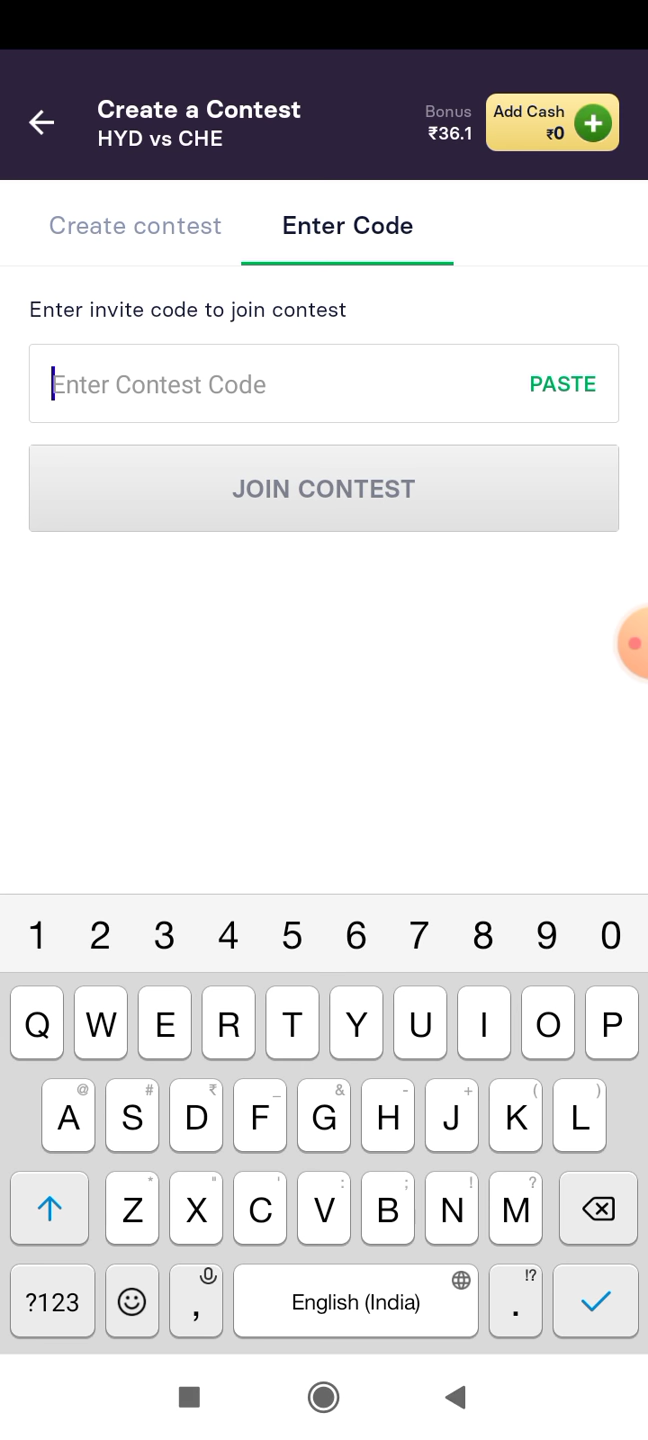 Create a Contest
HYD vs CHE
Bonus
₹36.1
Add Cash
₹0
Create contest
Enter Code
Enter invite code to join contest
Enter Contest Code
PASTE
JOIN CONTEST
1 2 3 4 5 6 7 8 9 0
Q W E R T Y U I O P
@ # ₹ _ & - + ( )
A S D F G H J K L
* " ' : ; ! ?
Z X C V B N M
!?
?123 , English (India) .